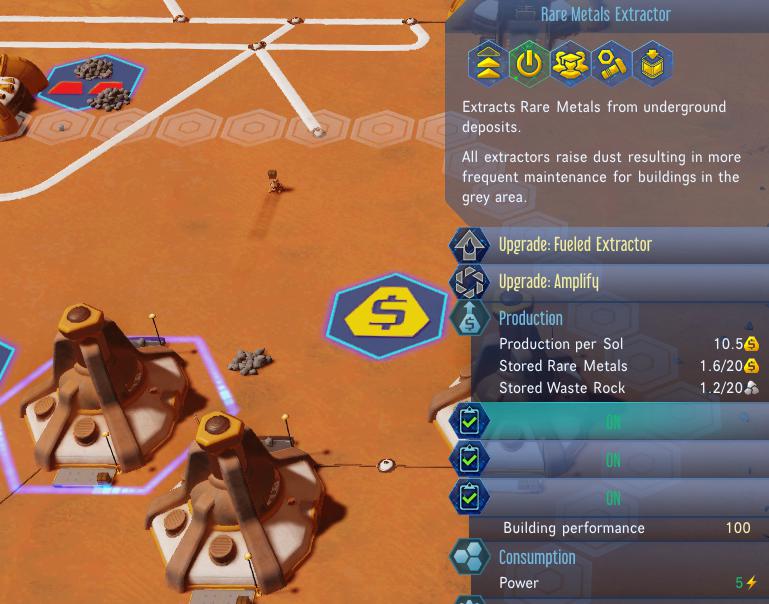 Rare Metals Extractor
Extracts Rare Metals from underground
deposits.
All extractors raise dust resulting in more
frequent maintenance for buildings in the
grey area.
Upgrade: Fueled Extractor
Upgrade: Amplify
Production
Production per Sol 10.5
Stored Rare Metals 1.6/20
Stored Waste Rock 1.2/20
ON
ON
ON
Building performance 100
Consumption
Power 5